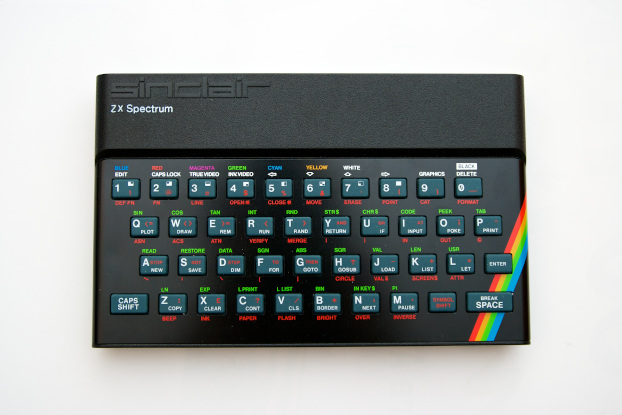 sinclair
ZX Spectrum
BLUE RED MAGENTA GREEN CYAN YELLOW WHITE BLACK
EDIT CAPS LOCK TRUE VIDEO INV. VIDEO GRAPHICS DELETE
1 2 3 4 5 6 7 8 9 0
DEF FN FN LINE OPEN # CLOSE # MOVE ERASE POINT CAT FORMAT
SIN COS TAN INT RND STR $ CHR $ CODE PEEK TAB
Q W E R T Y U I O P
PLOT DRAW REM RUN RAND RETURN IF INPUT POKE PRINT
ASN ACS ATN VERIFY MERGE [ ] IN OUT ©
READ RESTORE DATA SGN ABS SQR VAL LEN USR
A S D F G H J K L ENTER
NEW SAVE DIM FOR GOTO GOSUB LOAD LIST LET
CIRCLE VAL $ SCREEN $ ATTR
LN EXP L PRINT L LIST BIN IN KEY $ PI
CAPS SHIFT Z X C V B N M SYMBOL SHIFT BREAK SPACE
COPY CLEAR CONT CLS BORDER NEXT PAUSE
BEEP INK PAPER FLASH BRIGHT OVER INVERSE